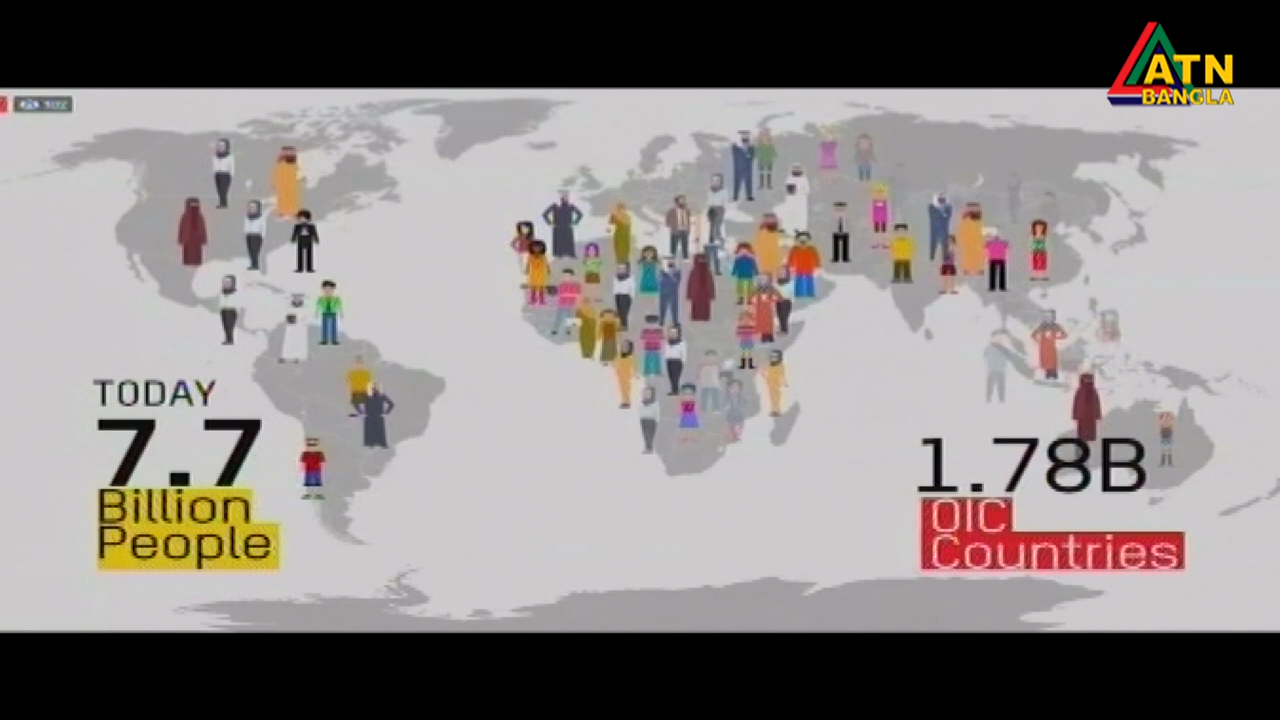 ATN
BANGLA
TODAY
7.7
Billion
People
1.78B
OIC
Countries